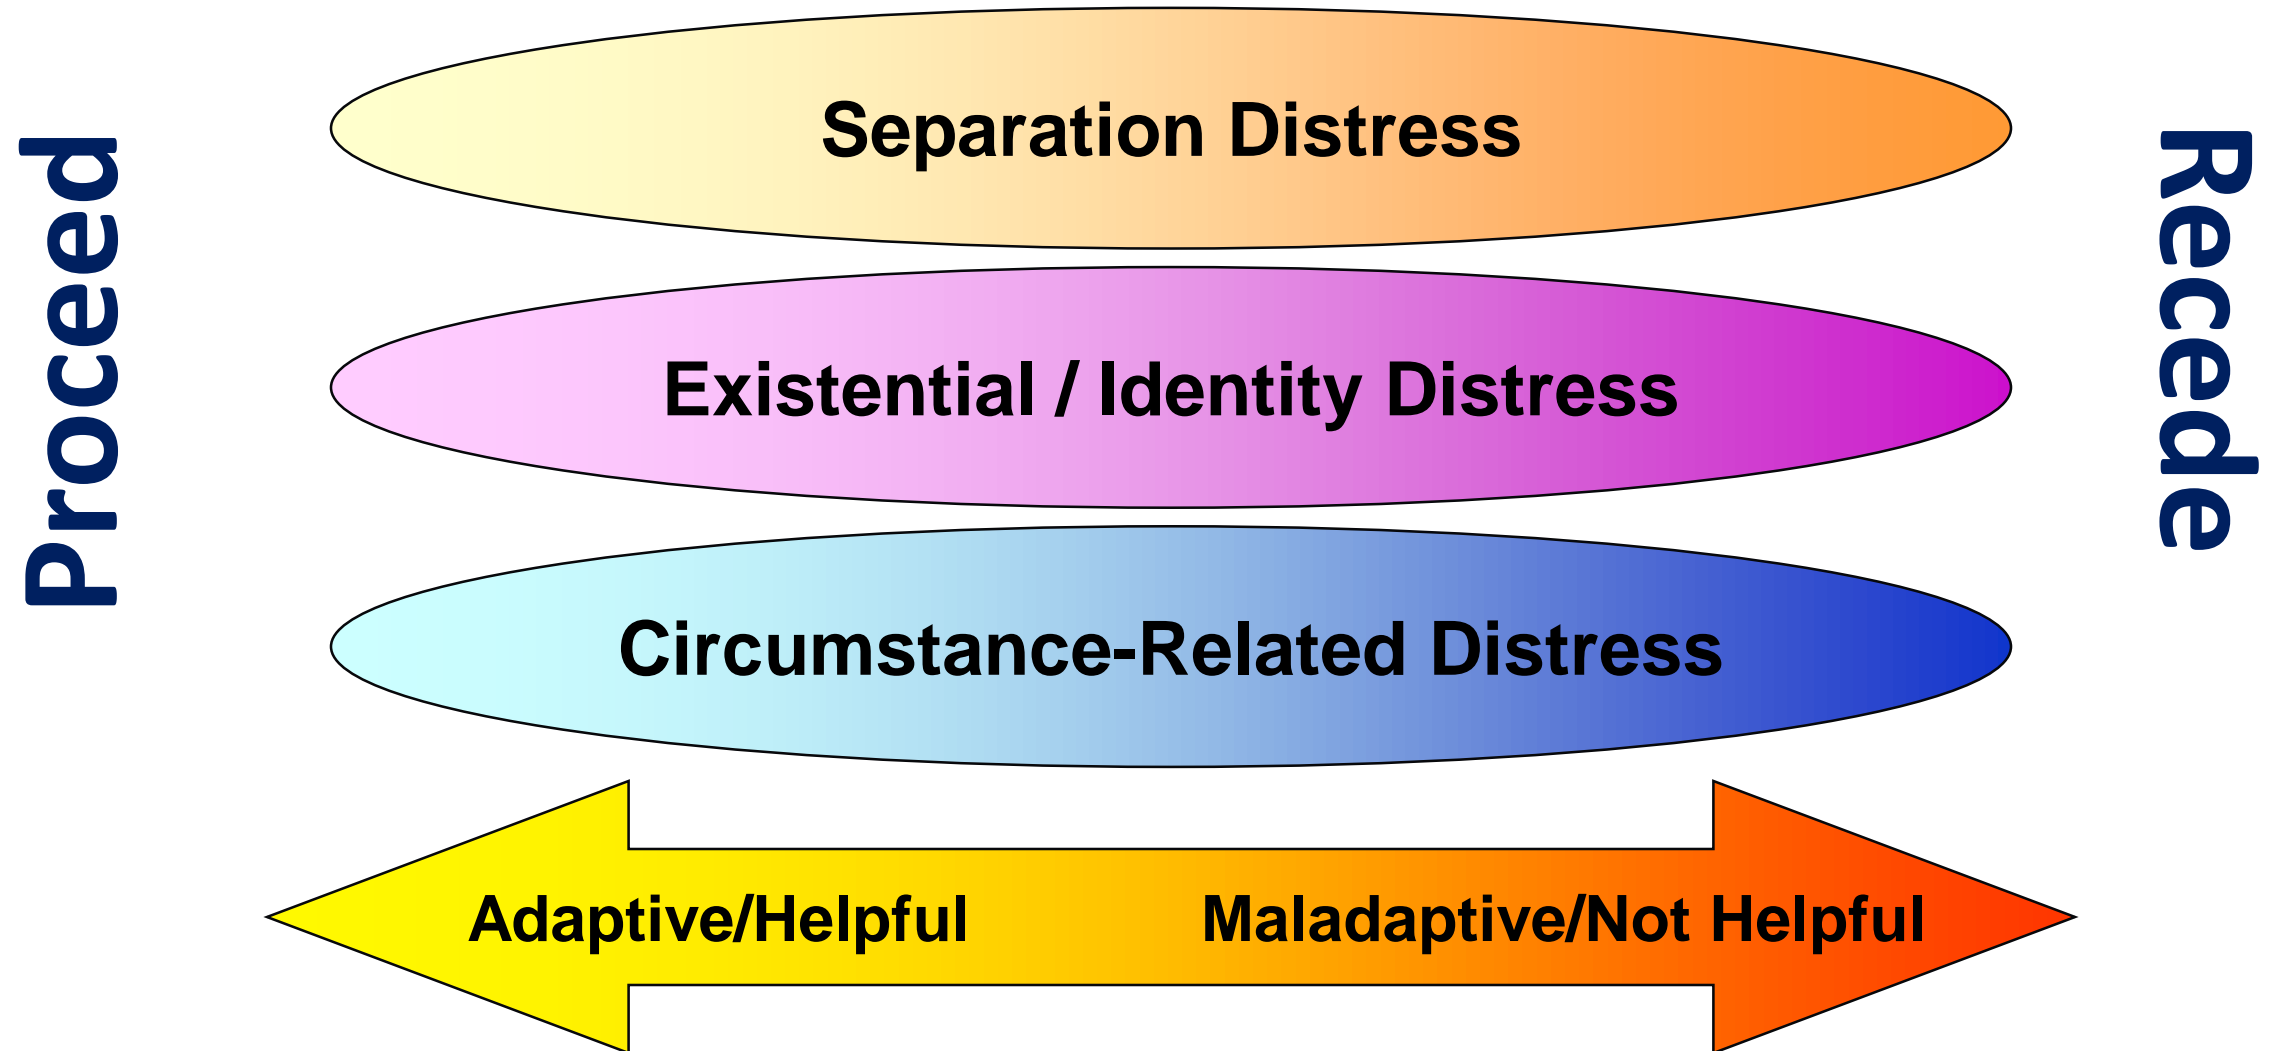 Proceed
Separation Distress
Existential / Identity Distress
Circumstance-Related Distress
Recede
Adaptive/Helpful
Maladaptive/Not Helpful